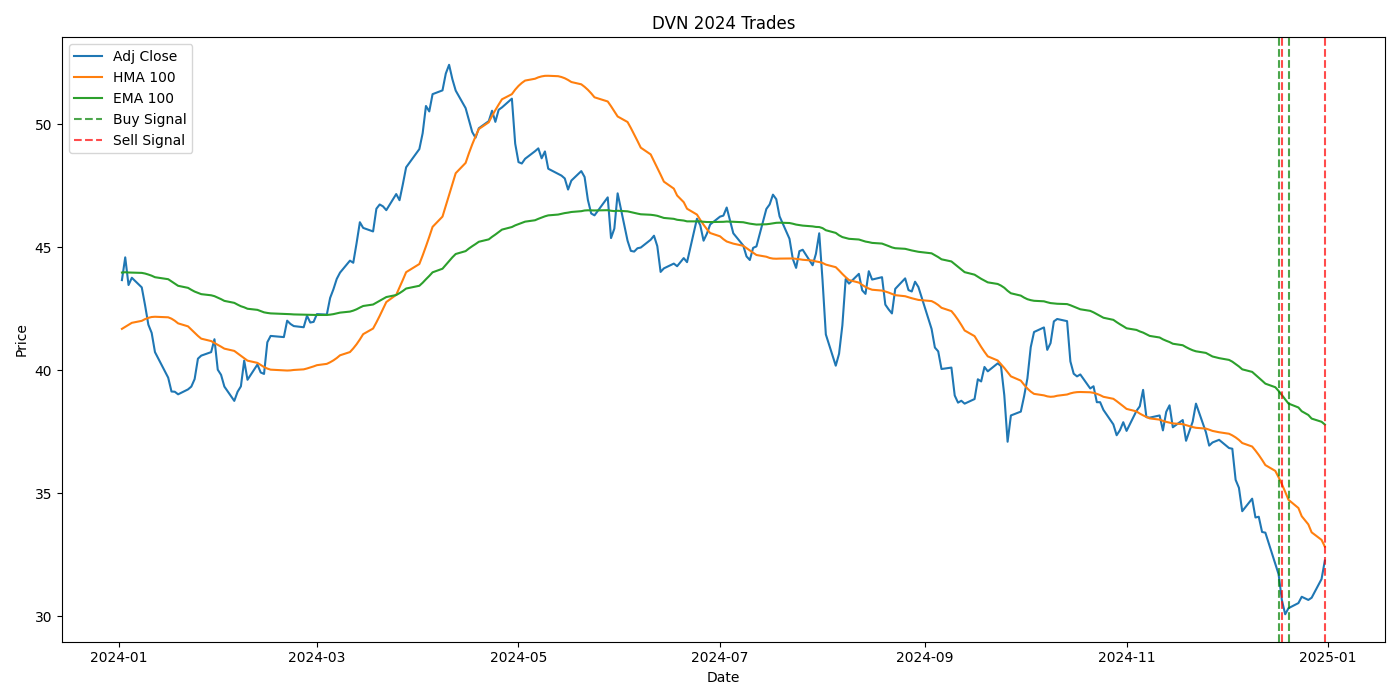 DVN 2024 Trades
Adj Close
HMA 100
EMA 100
Buy Signal
Sell Signal
Price
50
45
40
35
30
2024-01
2024-03
2024-05
2024-07
2024-09
2024-11
2025-01
Date